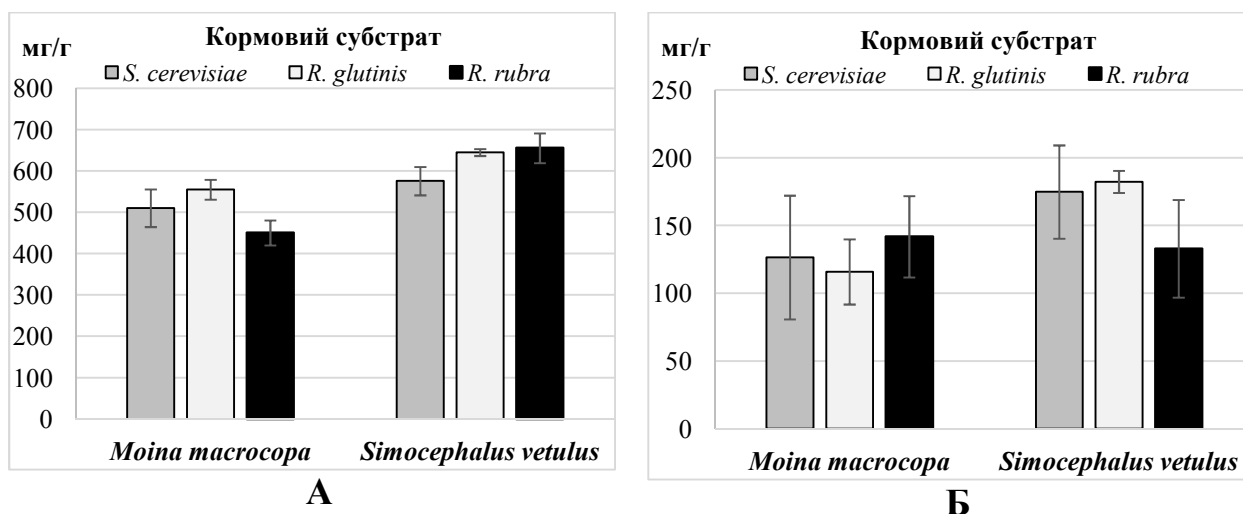 мг/г
Кормовий субстрат
S. cerevisiae R. glutinis R. rubra
800
700
600
500
400
300
200
100
0
Moina macrocopa Simocephalus vetulus
А
мг/г
Кормовий субстрат
S. cerevisiae R. glutinis R. rubra
250
200
150
100
50
0
Moina macrocopa Simocephalus vetulus
Б